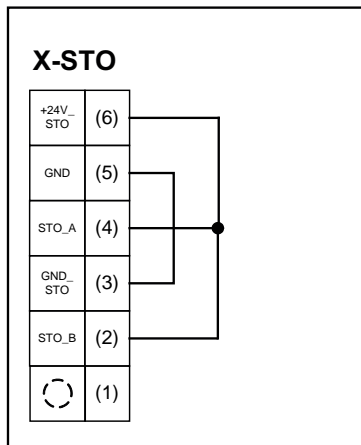 X-STO
+24V_
STO
(6)
GND
(5)
STO_A
(4)
GND_
STO
(3)
STO_B
(2)
(1)